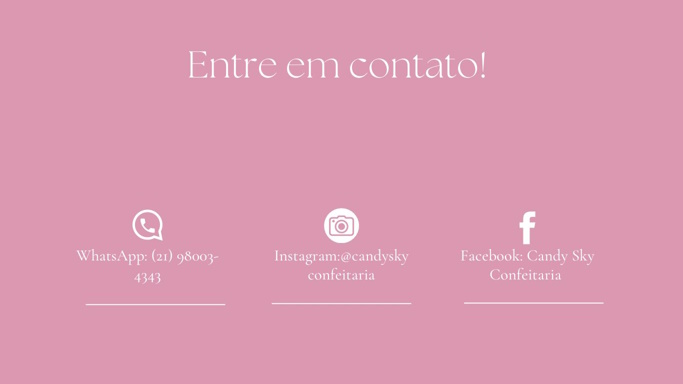 Entre em contato!
WhatsApp: (21) 98003-
4343
Instagram:@candysky
confeitaria
Facebook: Candy Sky
Confeitaria